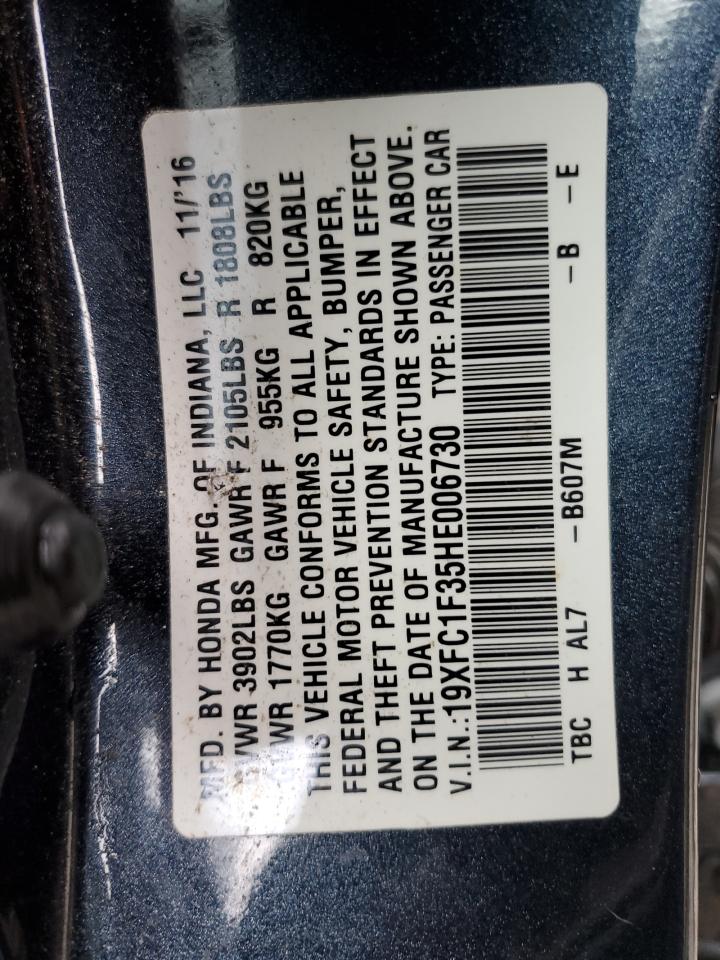 MFD. BY HONDA MFG. OF INDIANA, LLC 11/'16
GVWR 3902LBS GAWR F 2105LBS R 1808LBS
GVWR 1770KG GAWR F 955KG R 820KG
THIS VEHICLE CONFORMS TO ALL APPLICABLE
FEDERAL MOTOR VEHICLE SAFETY, BUMPER,
AND THEFT PREVENTION STANDARDS IN EFFECT
ON THE DATE OF MANUFACTURE SHOWN ABOVE.
V.I.N.:19XFC1F35HE006730 TYPE: PASSENGER CAR
TBC H AL7 -B607M -B -E